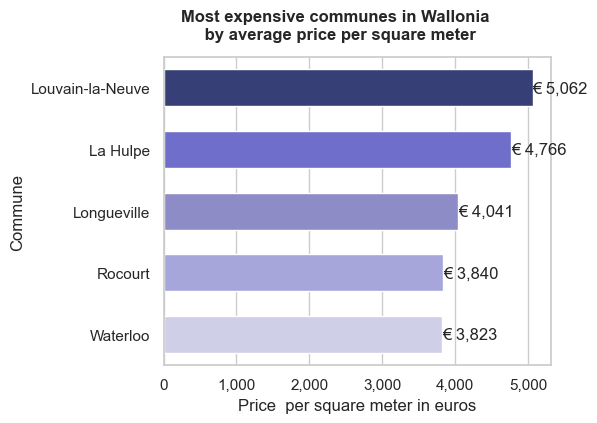 Most expensive communes in Wallonia
by average price per square meter
Commune
Louvain-la-Neuve
€ 5,062
La Hulpe
€ 4,766
Longueville
€ 4,041
Rocourt
€ 3,840
Waterloo
€ 3,823
0 1,000 2,000 3,000 4,000 5,000
Price  per square meter in euros